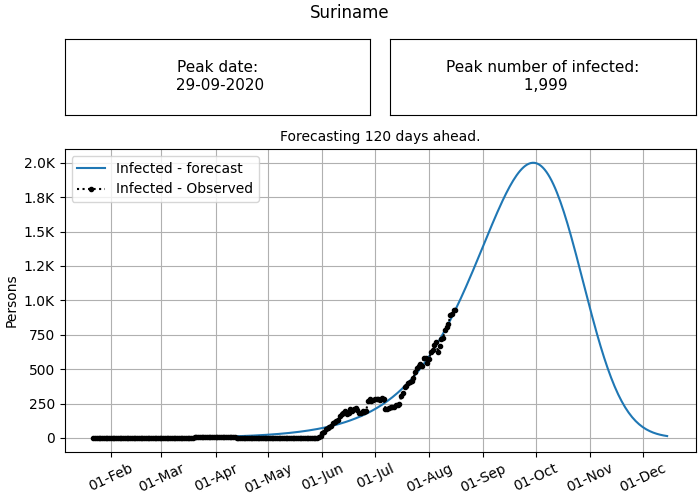 Suriname
Peak date:
29-09-2020
Peak number of infected:
1,999
Forecasting 120 days ahead.
Infected - forecast
Infected - Observed
2.0K
1.8K
1.5K
1.2K
1.0K
750
500
250
0
Persons
01-Feb
01-Mar
01-Apr
01-May
01-Jun
01-Jul
01-Aug
01-Sep
01-Oct
01-Nov
01-Dec